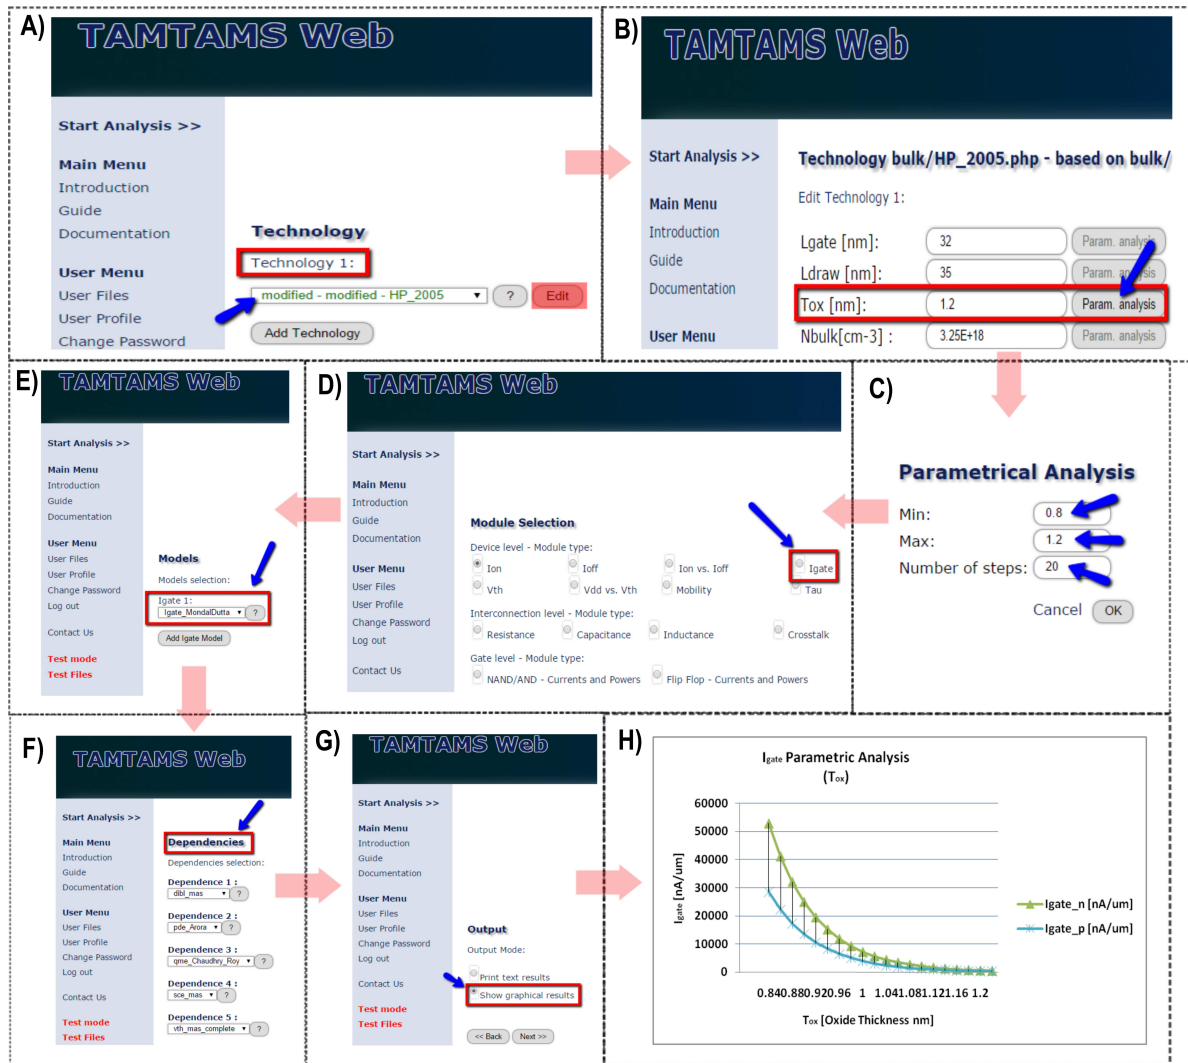 A)
TAMTAMS Web
Start Analysis >>
Main Menu
Introduction
Guide
Documentation
User Menu
User Files
User Profile
Change Password
Technology
Technology 1:
modified - modified - HP_2005
?
Edit
Add Technology
B)
TAMTAMS Web
Start Analysis >>
Main Menu
Introduction
Guide
Documentation
User Menu
Technology bulk/HP_2005.php - based on bulk/
Edit Technology 1:
Lgate [nm]: 32 Param. analysis
Ldraw [nm]: 35 Param. analysis
Tox [nm]: 1.2 Param. analysis
Nbulk[cm-3] : 3.25E+18 Param. analysis
C)
Parametrical Analysis
Min: 0.8
Max: 1.2
Number of steps: 20
Cancel OK
D)
TAMTAMS Web
Start Analysis >>
Main Menu
Introduction
Guide
Documentation
User Menu
User Files
User Profile
Change Password
Log out
Contact Us
Module Selection
Device level - Module type:
Ion Ioff Ion vs. Ioff Igate
Vth Vdd vs. Vth Mobility Tau
Interconnection level - Module type:
Resistance Capacitance Inductance Crosstalk
Gate level - Module type:
NAND/AND - Currents and Powers Flip Flop - Currents and Powers
E)
TAMTAMS Web
Start Analysis >>
Main Menu
Introduction
Guide
Documentation
User Menu
User Files
User Profile
Change Password
Log out
Contact Us
Test mode
Test Files
Models
Models selection:
Igate 1:
Igate_MondalDutta ?
Add Igate Model
F)
TAMTAMS Web
Start Analysis >>
Main Menu
Introduction
Guide
Documentation
User Menu
User Files
User Profile
Change Password
Log out
Contact Us
Test mode
Test Files
Dependencies
Dependencies selection:
Dependence 1 :
dibl_mas ?
Dependence 2 :
pde_Arora ?
Dependence 3 :
qme_Chaudhry_Roy ?
Dependence 4 :
sce_mas ?
Dependence 5 :
vth_mas_complete ?
G)
TAMTAMS Web
Start Analysis >>
Main Menu
Introduction
Guide
Documentation
User Menu
User Files
User Profile
Change Password
Log out
Contact Us
Test mode
Test Files
Output
Output Mode:
Print text results
Show graphical results
<< Back Next >>
H)
Igate Parametric Analysis
(Tox)
Igate [nA/um]
60000
50000
40000
30000
20000
10000
0
0.84 0.88 0.92 0.96 1 1.04 1.08 1.12 1.16 1.2
Tox [Oxide Thickness nm]
Igate_n [nA/um]
Igate_p [nA/um]